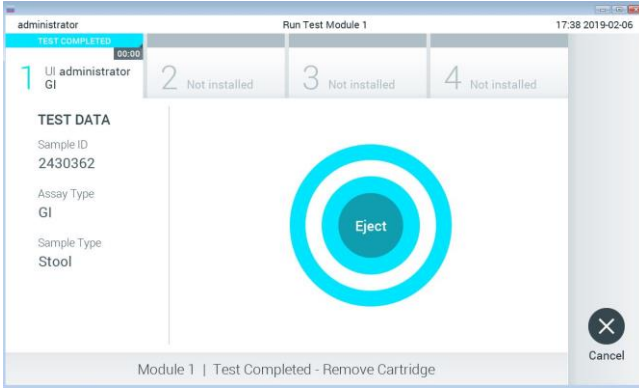 administrator
Run Test Module 1
17:38 2019-02-06
TEST COMPLETED
00:00
1
UI administrator
GI
2 Not installed
3 Not installed
4 Not installed
TEST DATA
Sample ID
2430362
Assay Type
GI
Sample Type
Stool
Eject
Cancel
Module 1 | Test Completed - Remove Cartridge